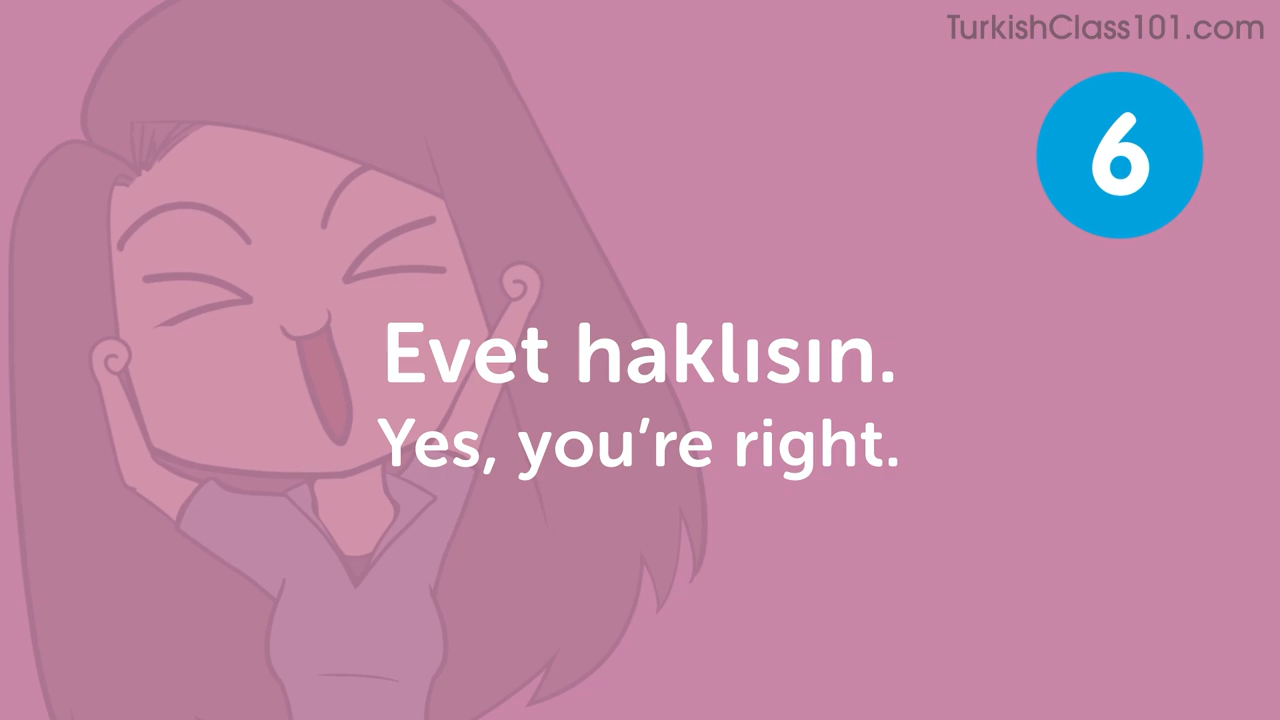 TurkishClass101.com
6
Evet haklısın.
Yes, you’re right.